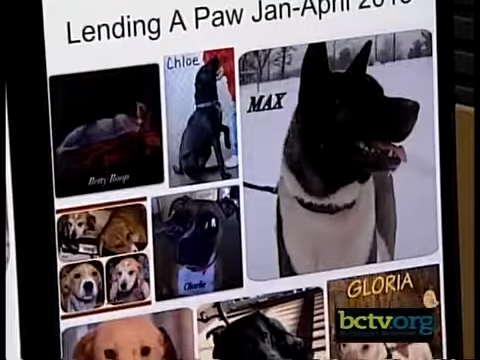 Lending A Paw Jan-April
Chloe
MAX
Betty Boop
Charlie
GLORIA
bctv.org